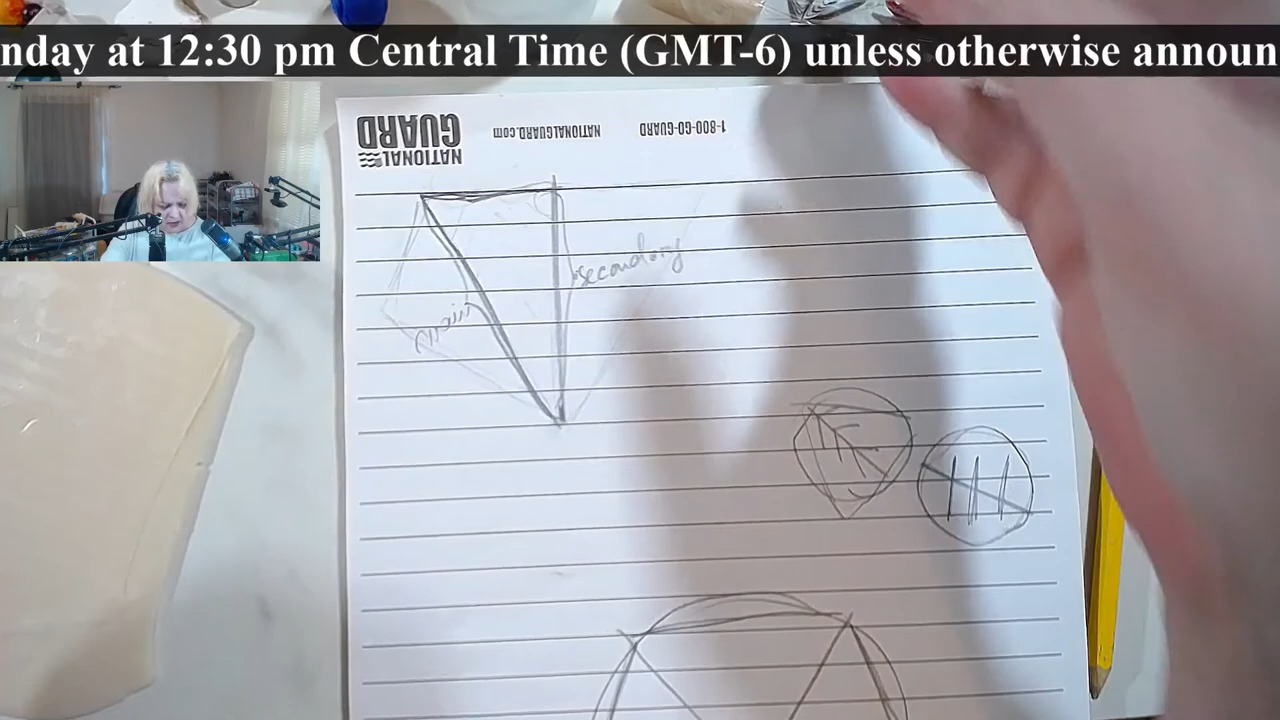 nday at 12:30 pm Central Time (GMT-6) unless otherwise announ
NATIONAL
GUARD
NATIONALGUARD.com
1-800-GO-GUARD
secondary
main